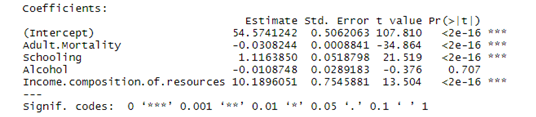 Coefficients:
Estimate Std. Error t value Pr(>|t|)
(Intercept) 54.5741242 0.5062063 107.810 <2e-16 ***
Adult.Mortality -0.0308244 0.0008841 -34.864 <2e-16 ***
Schooling 1.1163850 0.0518798 21.519 <2e-16 ***
Alcohol -0.0108748 0.0289183 -0.376 0.707
Income.composition.of.resources 10.1896051 0.7545881 13.504 <2e-16 ***
---
Signif. codes: 0 ‘***’ 0.001 ‘**’ 0.01 ‘*’ 0.05 ‘.’ 0.1 ‘ ’ 1